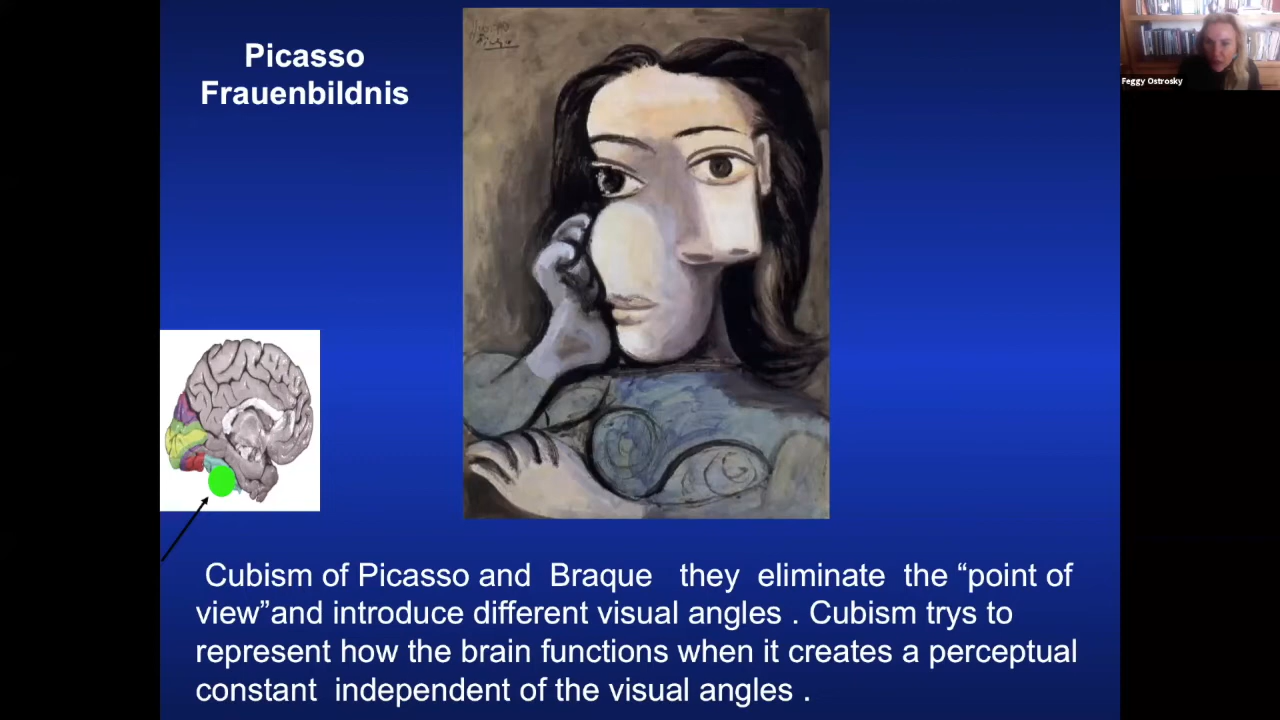 Picasso
Frauenbildnis
Feggy Ostrosky
Cubism of Picasso and Braque they eliminate the “point of
view”and introduce different visual angles . Cubism trys to
represent how the brain functions when it creates a perceptual
constant independent of the visual angles .